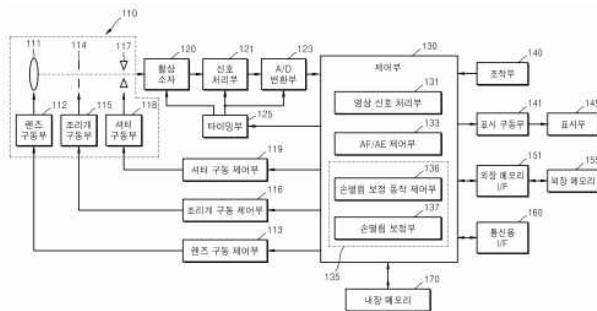 110
111
114
117
120
121
123
130
140
촬상
소자
신호
처리부
A/D
변환부
제어부
조작부
131
영상 신호 처리부
141
145
112
115
118
125
렌즈
구동부
조리개
구동부
셔터
구동부
타이밍부
133
AF/AE 제어부
표시 구동부
표시부
119
셔터 구동 제어부
136
손떨림 보정 동작 제어부
151
155
외장 메모리
I/F
외장 메모리
116
조리개 구동 제어부
137
손떨림 보정부
160
통신용
I/F
113
렌즈 구동 제어부
135
170
내장 메모리